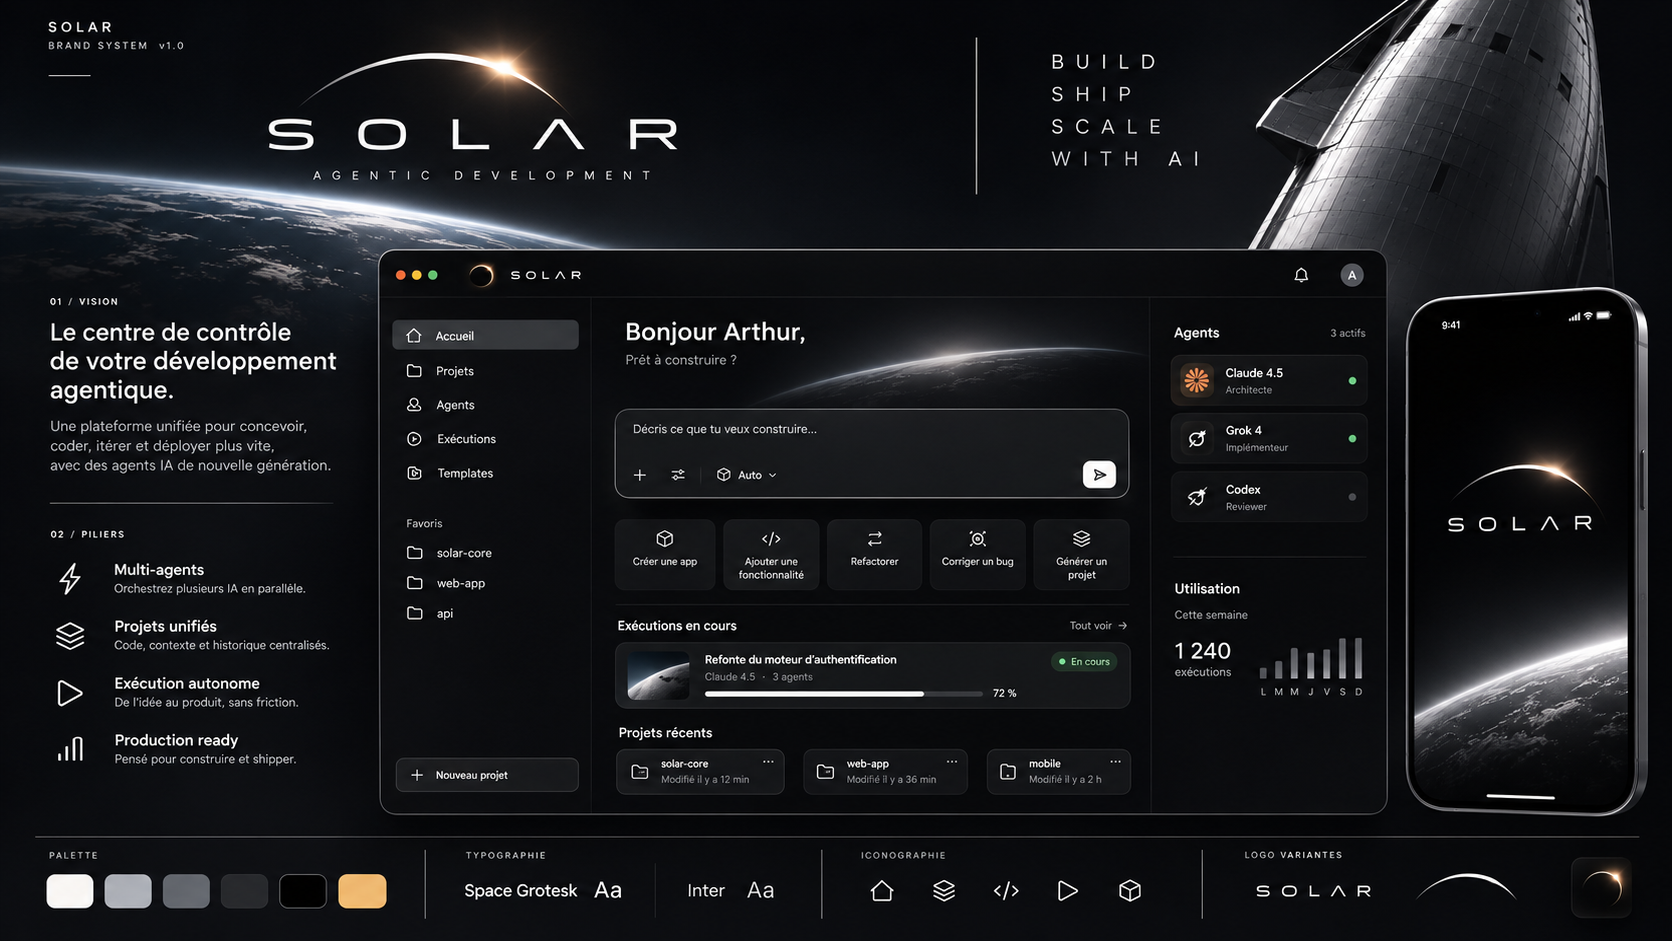 SOLAR
BRAND SYSTEM v1.0
SOLAR
AGENTIC DEVELOPMENT
BUILD
SHIP
SCALE
WITH AI
01 / VISION
Le centre de contrôle
de votre développement
agentique.
Une plateforme unifiée pour concevoir,
coder, itérer et déployer plus vite,
avec des agents IA de nouvelle génération.
02 / PILIERS
Multi-agents
Orchestrez plusieurs IA en parallèle.
Projets unifiés
Code, contexte et historique centralisés.
Exécution autonome
De l'idée au produit, sans friction.
Production ready
Pensé pour construire et shipper.
SOLAR
A
Accueil
Projets
Agents
Exécutions
Templates
Favoris
solar-core
web-app
api
Nouveau projet
Bonjour Arthur,
Prêt à construire ?
Décris ce que tu veux construire...
Auto
Créer une app
Ajouter une
fonctionnalité
Refactorer
Corriger un bug
Générer un
projet
Exécutions en cours
Tout voir →
Refonte du moteur d'authentification
Claude 4.5 · 3 agents
En cours
72 %
Projets récents
solar-core
Modifié il y a 12 min
web-app
Modifié il y a 36 min
mobile
Modifié il y a 2 h
Agents
3 actifs
Claude 4.5
Architecte
Grok 4
Implémenteur
Codex
Reviewer
Utilisation
Cette semaine
1 240
exécutions
L M M J V S D
9:41
SOLAR
PALETTE
TYPOGRAPHIE
Space Grotesk Aa
Inter Aa
ICONOGRAPHIE
LOGO VARIANTES
SOLAR